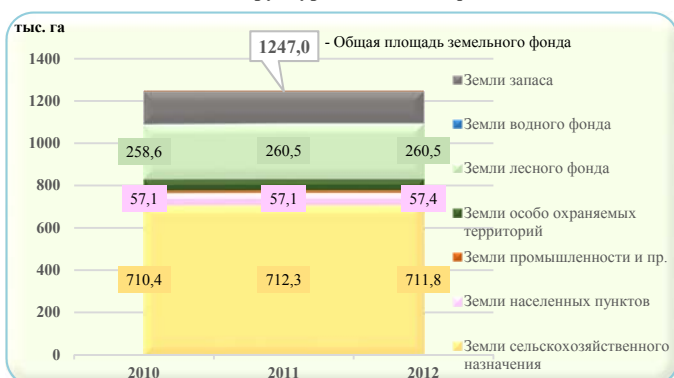 тыс. га
1247,0 - Общая площадь земельного фонда
1400
1200
1000
800
600
400
200
0
258,6 260,5 260,5
57,1 57,1 57,4
710,4 712,3 711,8
2010 2011 2012
Земли запаса
Земли водного фонда
Земли лесного фонда
Земли особо охраняемых
территорий
Земли промышленности и пр.
Земли населенных пунктов
Земли сельскохозяйственного
назначения